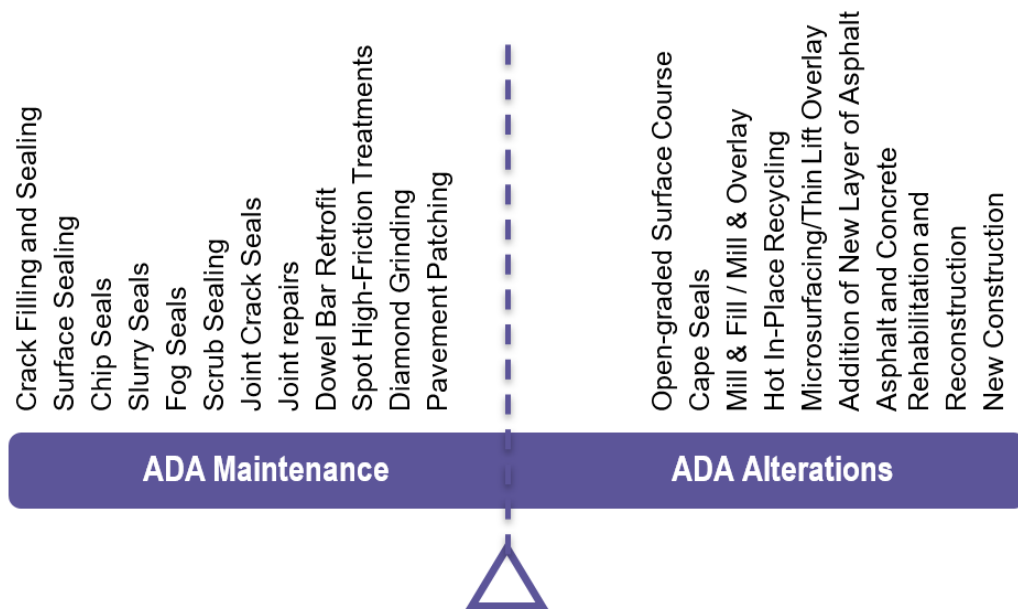 Crack Filling and Sealing
Surface Sealing
Chip Seals
Slurry Seals
Fog Seals
Scrub Sealing
Joint Crack Seals
Joint repairs
Dowel Bar Retrofit
Spot High-Friction Treatments
Diamond Grinding
Pavement Patching
Open-graded Surface Course
Cape Seals
Mill & Fill / Mill & Overlay
Hot In-Place Recycling
Microsurfacing/Thin Lift Overlay
Addition of New Layer of Asphalt
Asphalt and Concrete
Rehabilitation and
Reconstruction
New Construction
ADA Maintenance
ADA Alterations